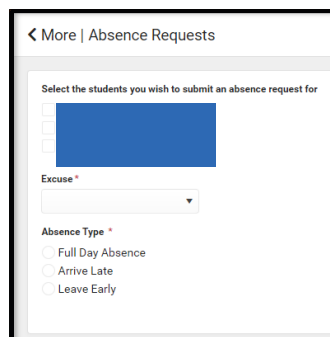 More | Absence Requests
Select the students you wish to submit an absence request for
Excuse *
Absence Type *
Full Day Absence
Arrive Late
Leave Early